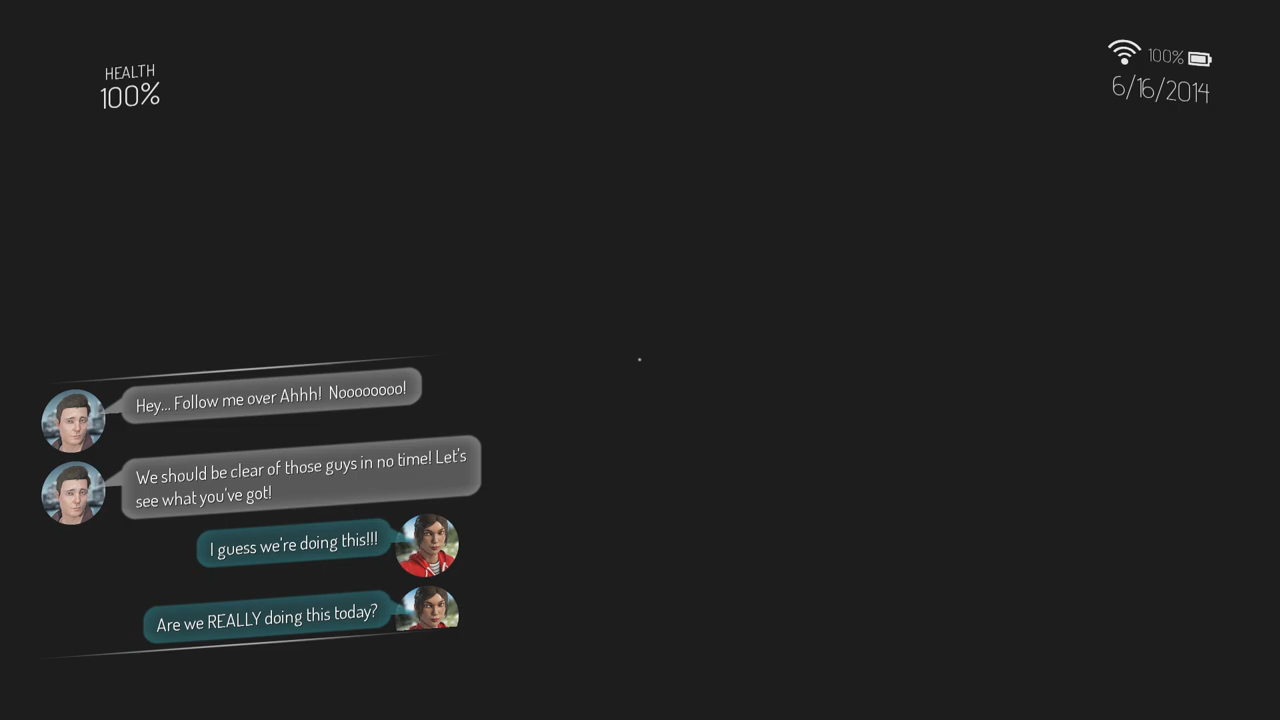 HEALTH
100%
100%
6/16/2014
Hey... Follow me over Ahhh! Noooooooo!
We should be clear of those guys in no time! Let's
see what you've got!
I guess we're doing this!!!
Are we REALLY doing this today?